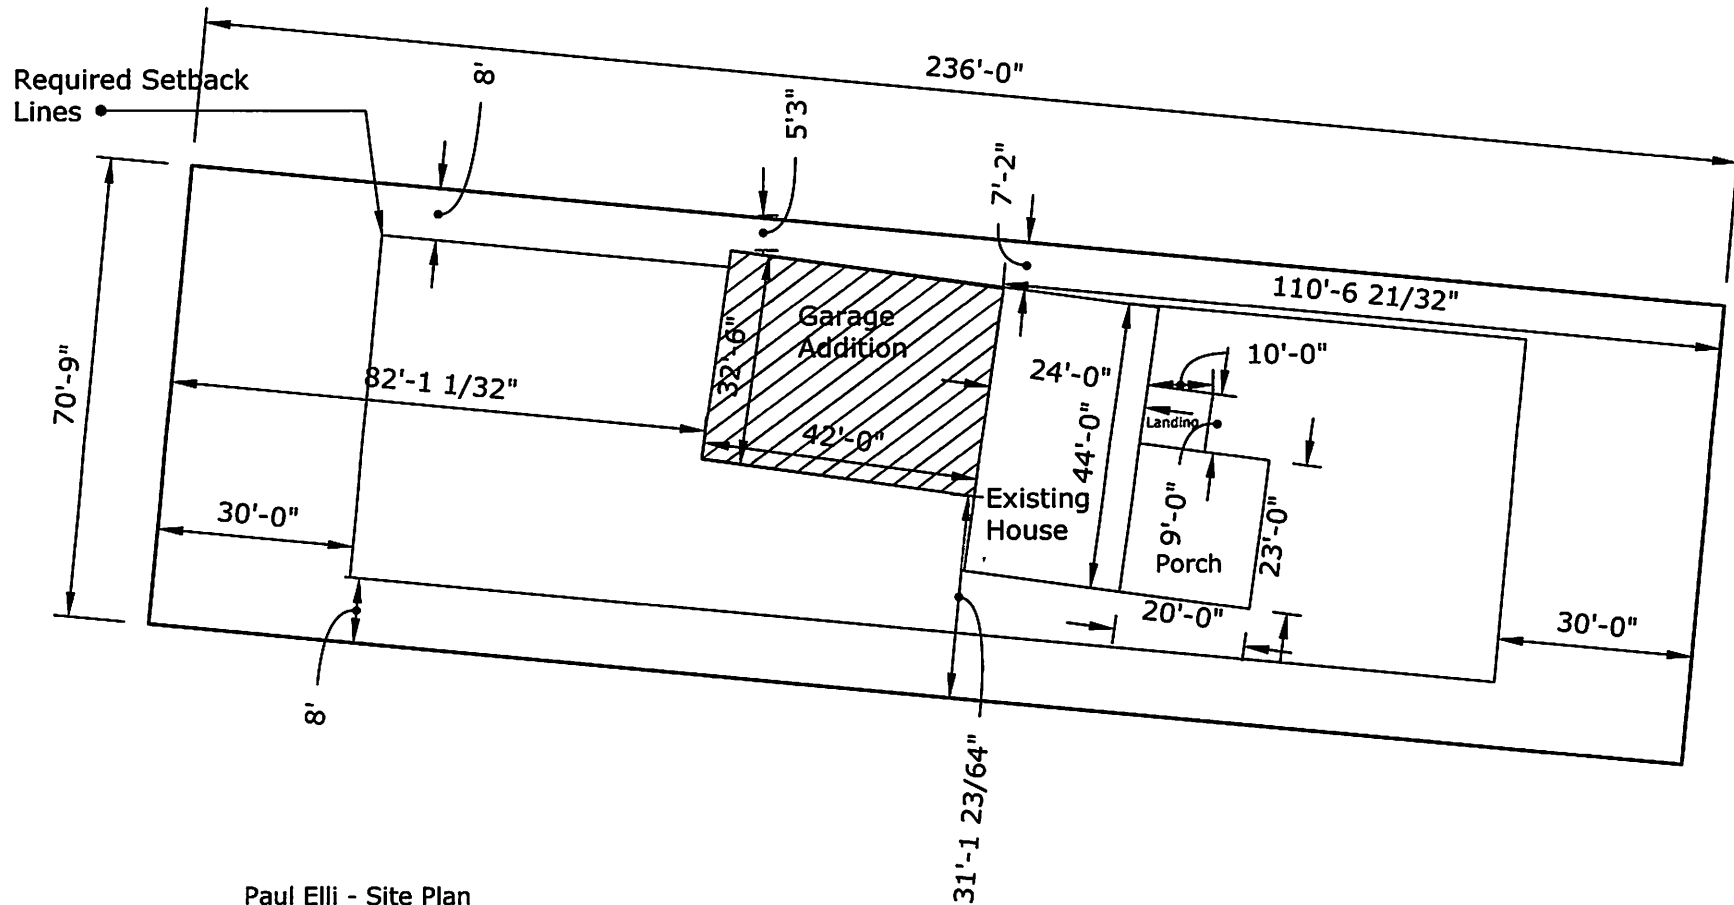 236'-0"
Required Setback
Lines
8'
5'3"
7'-2"
110'-6 21/32"
70'-9"
Garage
Addition
32'-6"
82'-1 1/32"
42'-0"
24'-0"
44'-0"
10'-0"
Landing
9'-0"
Existing
House
Porch
23'-0"
20'-0"
30'-0"
30'-0"
8'
31'-1 23/64"
Paul Elli - Site Plan